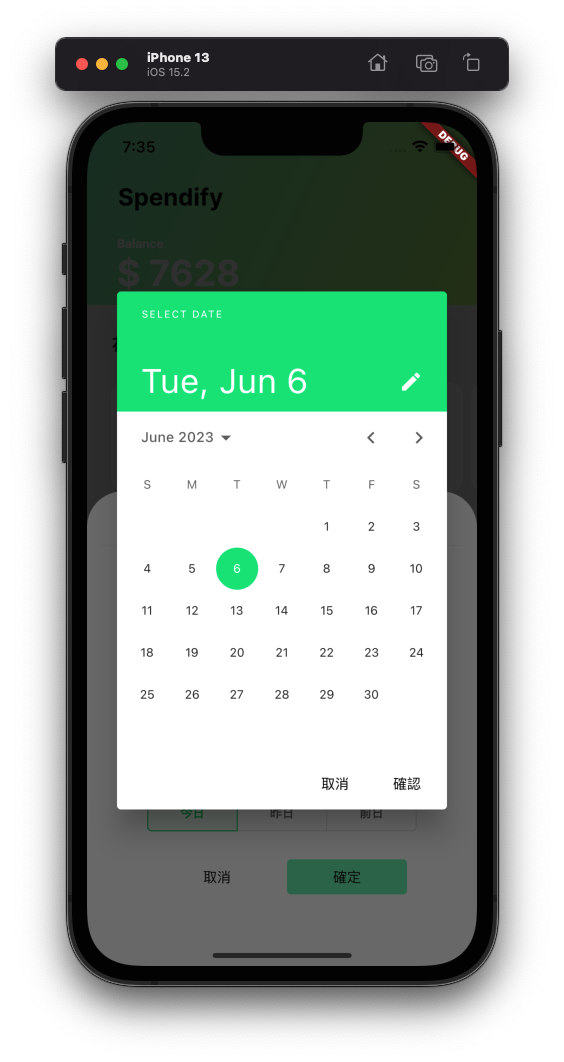 iPhone 13
iOS 15.2
7:35
DEBUG
Spendify
Balance
$ 7628
SELECT DATE
Tue, Jun 6
June 2023
S M T W T F S
1 2 3
4 5 6 7 8 9 10
11 12 13 14 15 16 17
18 19 20 21 22 23 24
25 26 27 28 29 30
取消 確認
今日 昨日 前日
取消 確定